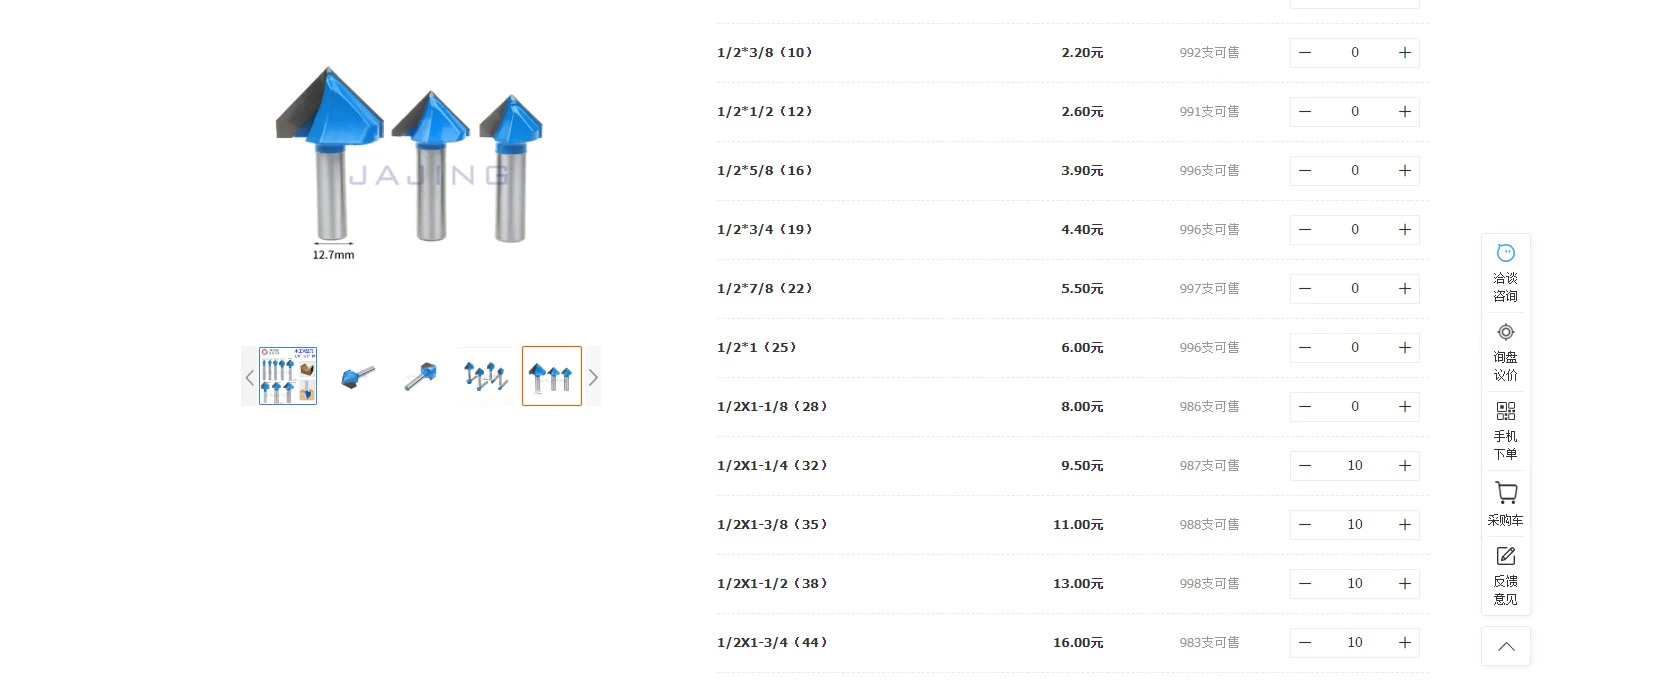 JAJING
12.7mm
1/2*3/8（10） 2.20元 992支可售 0
1/2*1/2（12） 2.60元 991支可售 0
1/2*5/8（16） 3.90元 996支可售 0
1/2*3/4（19） 4.40元 996支可售 0
1/2*7/8（22） 5.50元 997支可售 0
1/2*1（25） 6.00元 996支可售 0
1/2X1-1/8（28） 8.00元 986支可售 0
1/2X1-1/4（32） 9.50元 987支可售 10
1/2X1-3/8（35） 11.00元 988支可售 10
1/2X1-1/2（38） 13.00元 998支可售 10
1/2X1-3/4（44） 16.00元 983支可售 10
洽谈
咨询
询盘
议价
手机
下单
采购车
反馈
意见